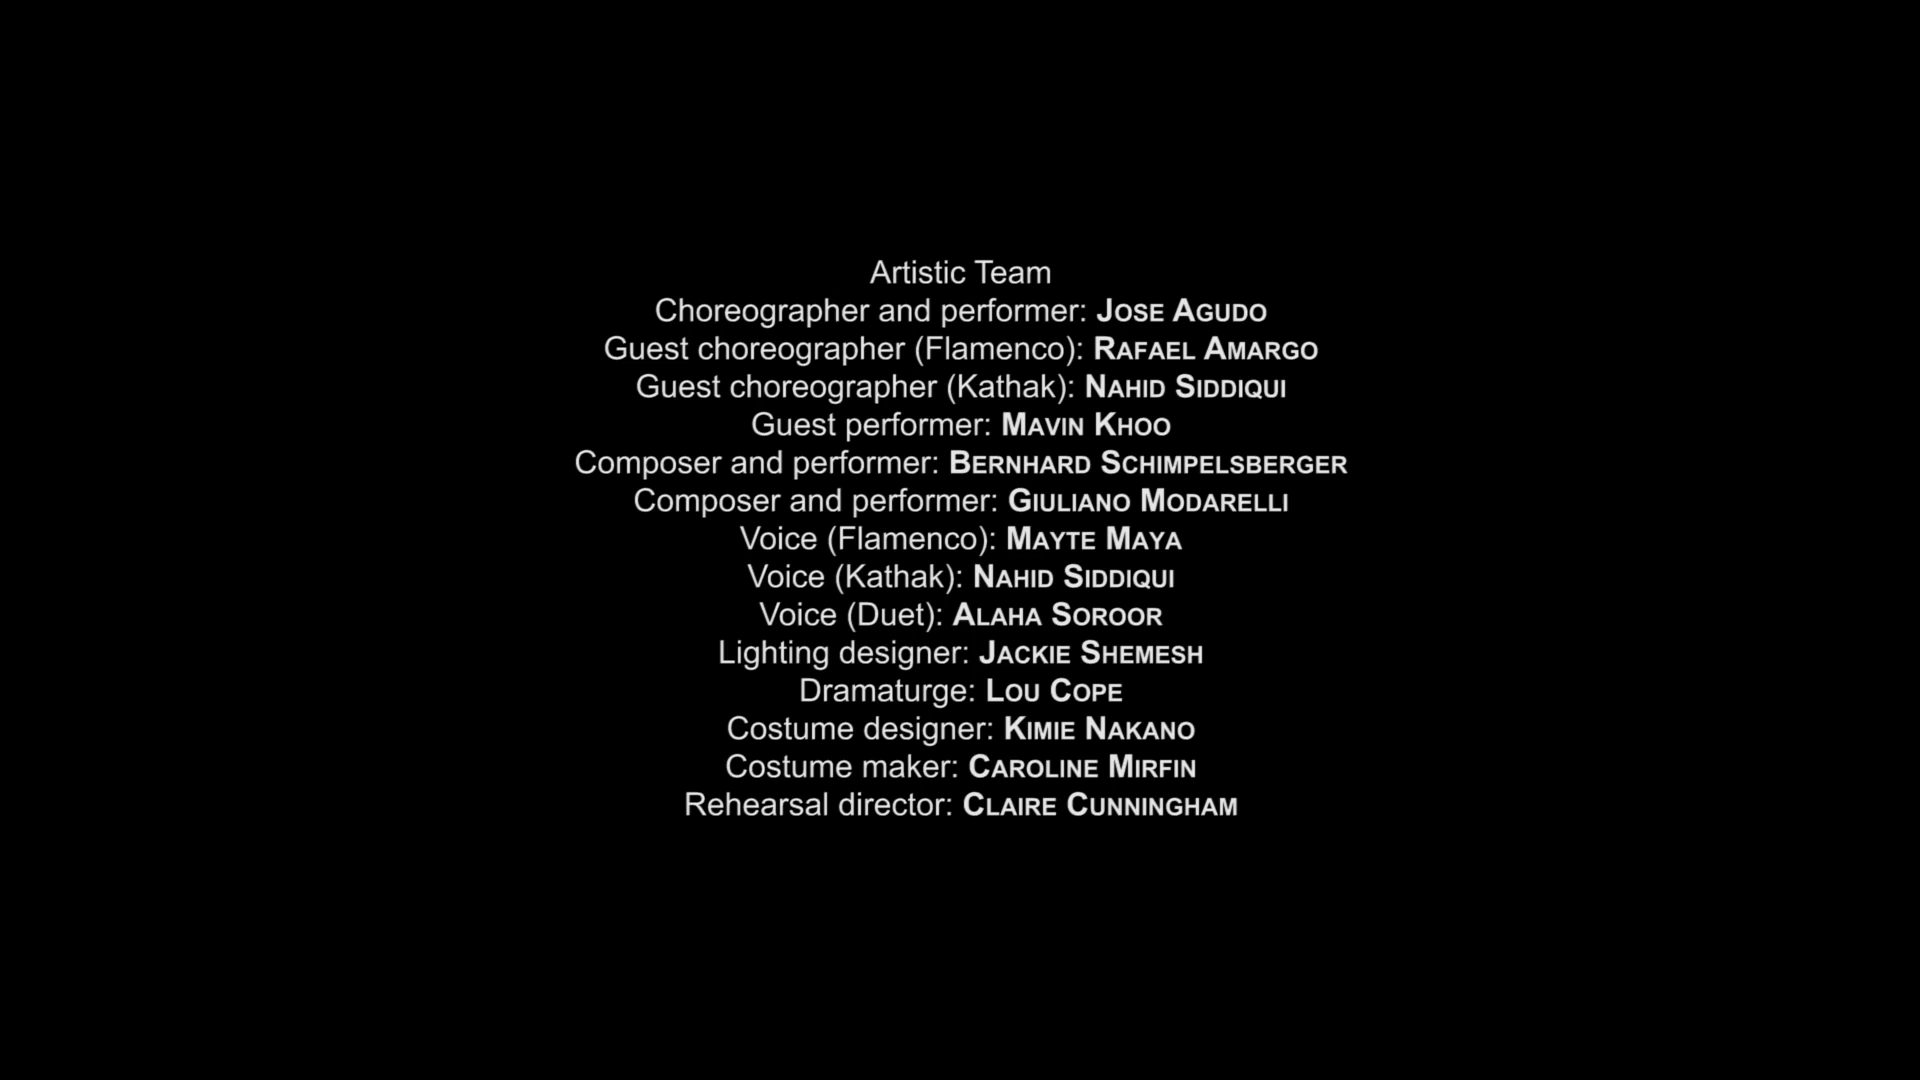 Artistic Team
Choreographer and performer: Jose Agudo
Guest choreographer (Flamenco): Rafael Amargo
Guest choreographer (Kathak): Nahid Siddiqui
Guest performer: Mavin Khoo
Composer and performer: Bernhard Schimpelsberger
Composer and performer: Giuliano Modarelli
Voice (Flamenco): Mayte Maya
Voice (Kathak): Nahid Siddiqui
Voice (Duet): Alaha Soroor
Lighting designer: Jackie Shemesh
Dramaturge: Lou Cope
Costume designer: Kimie Nakano
Costume maker: Caroline Mirfin
Rehearsal director: Claire Cunningham